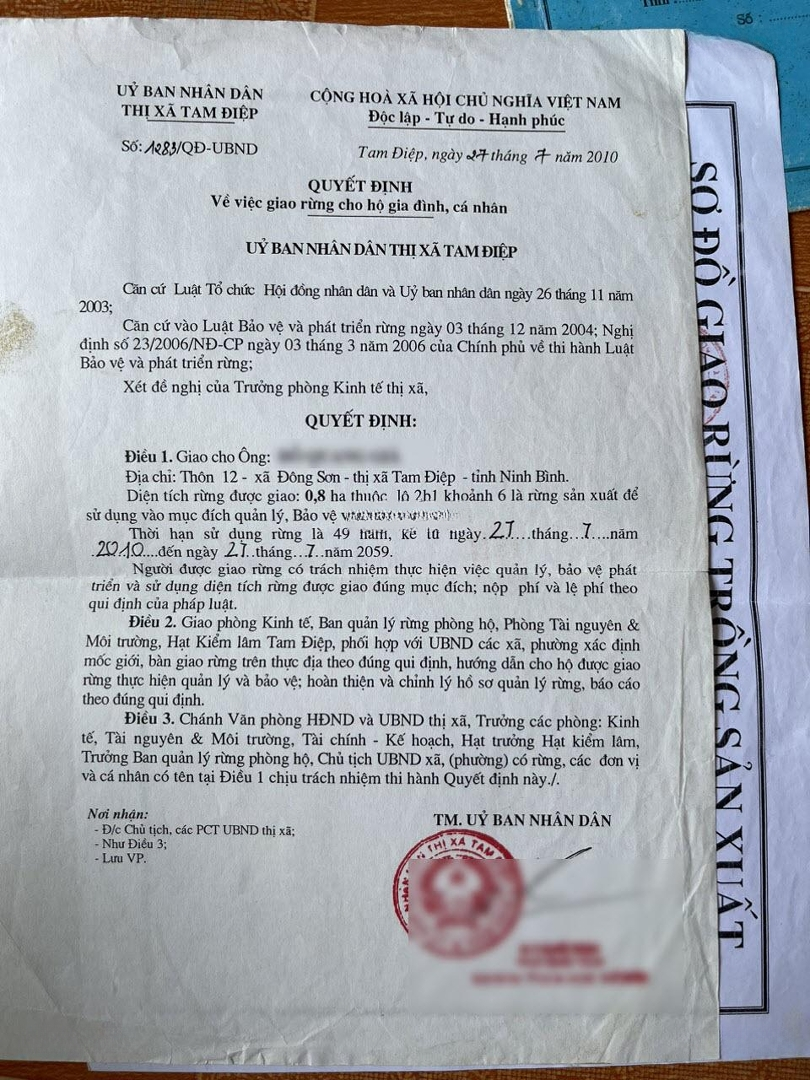 Số :
UỶ BAN NHÂN DÂN
THỊ XÃ TAM ĐIỆP
CỘNG HOÀ XÃ HỘI CHỦ NGHĨA VIỆT NAM
Độc lập - Tự do - Hạnh phúc
Số: 1283/QĐ-UBND
Tam Điệp, ngày 27 tháng 7 năm 2010
QUYẾT ĐỊNH
Về việc giao rừng cho hộ gia đình, cá nhân
UỶ BAN NHÂN DÂN THỊ XÃ TAM ĐIỆP
Căn cứ Luật Tổ chức Hội đồng nhân dân và Uỷ ban nhân dân ngày 26 tháng 11 năm
2003;
Căn cứ vào Luật Bảo vệ và phát triển rừng ngày 03 tháng 12 năm 2004; Nghị
định số 23/2006/NĐ-CP ngày 03 tháng 3 năm 2006 của Chính phủ về thi hành Luật
Bảo vệ và phát triển rừng;
Xét đề nghị của Trưởng phòng Kinh tế thị xã,
QUYẾT ĐỊNH:
Điều 1. Giao cho Ông:
Địa chỉ: Thôn 12 - xã Đông Sơn - thị xã Tam Điệp - tỉnh Ninh Bình.
Diện tích rừng được giao: 0,8 ha thuộc lô 2h1 khoảnh 6 là rừng sản xuất để
sử dụng vào mục đích quản lý, Bảo vệ
Thời hạn sử dụng rừng là 49 năm, kể từ ngày.27....tháng...7....năm
.2010....đến ngày 27.tháng...7..năm 2059.
Người được giao rừng có trách nhiệm thực hiện việc quản lý, bảo vệ phát
triển và sử dụng diện tích rừng được giao đúng mục đích; nộp phí và lệ phí theo
qui định của pháp luật.
Điều 2. Giao phòng Kinh tế, Ban quản lý rừng phòng hộ, Phòng Tài nguyên &
Môi trường, Hạt Kiểm lâm Tam Điệp, phối hợp với UBND các xã, phường xác định
mốc giới, bàn giao rừng trên thực địa theo đúng qui định, hướng dẫn cho hộ được giao
rừng thực hiện quản lý và bảo vệ; hoàn thiện và chỉnh lý hồ sơ quản lý rừng, báo cáo
theo đúng qui định.
Điều 3. Chánh Văn phòng HĐND và UBND thị xã, Trưởng các phòng: Kinh
tế, Tài nguyên & Môi trường, Tài chính - Kế hoạch, Hạt trưởng Hạt kiểm lâm,
Trưởng Ban quản lý rừng phòng hộ, Chủ tịch UBND xã, (phường) có rừng, các đơn vị
và cá nhân có tên tại Điều 1 chịu trách nhiệm thi hành Quyết định này./.
Nơi nhận:
- Đ/c Chủ tịch, các PCT UBND thị xã;
- Như Điều 3;
- Lưu VP.
TM. UỶ BAN NHÂN DÂN
THỊ XÃ TAM
SƠ ĐỒ GIAO RỪNG TRỒNG SẢN XUẤT